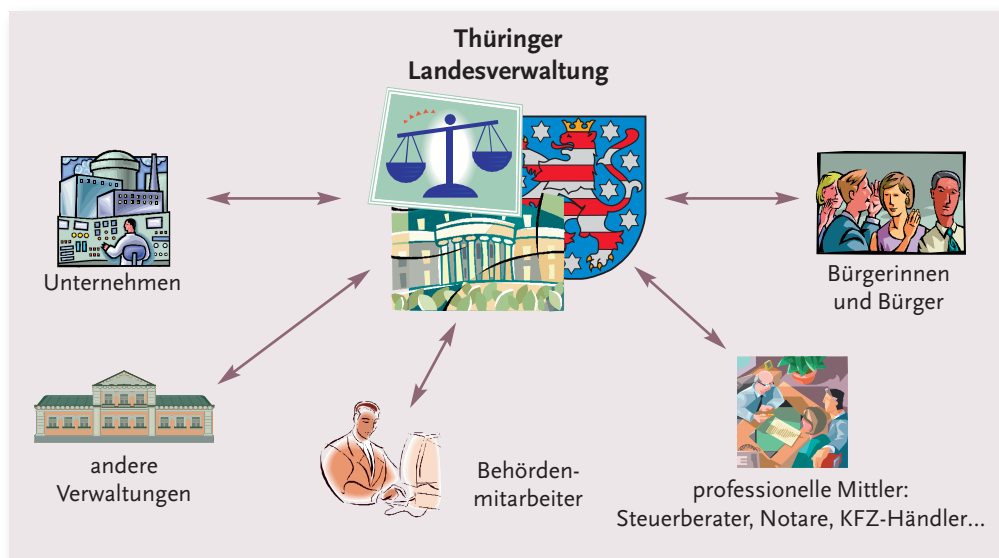 Thüringer
Landesverwaltung
Unternehmen
Bürgerinnen
und Bürger
andere
Verwaltungen
Behörden-
mitarbeiter
professionelle Mittler:
Steuerberater, Notare, KFZ-Händler...